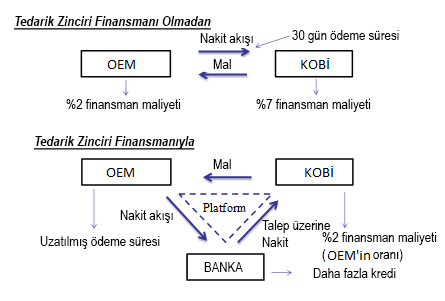 Tedarik Zinciri Finansmanı Olmadan
Nakit akışı
30 gün ödeme süresi
OEM
Mal
KOBİ
%2 finansman maliyeti
%7 finansman maliyeti
Tedarik Zinciri Finansmanıyla
OEM
Mal
KOBİ
Nakit akışı
Platform
Talep üzerine
Nakit
Uzatılmış ödeme süresi
%2 finansman maliyeti
(OEM'in oranı)
BANKA
Daha fazla kredi